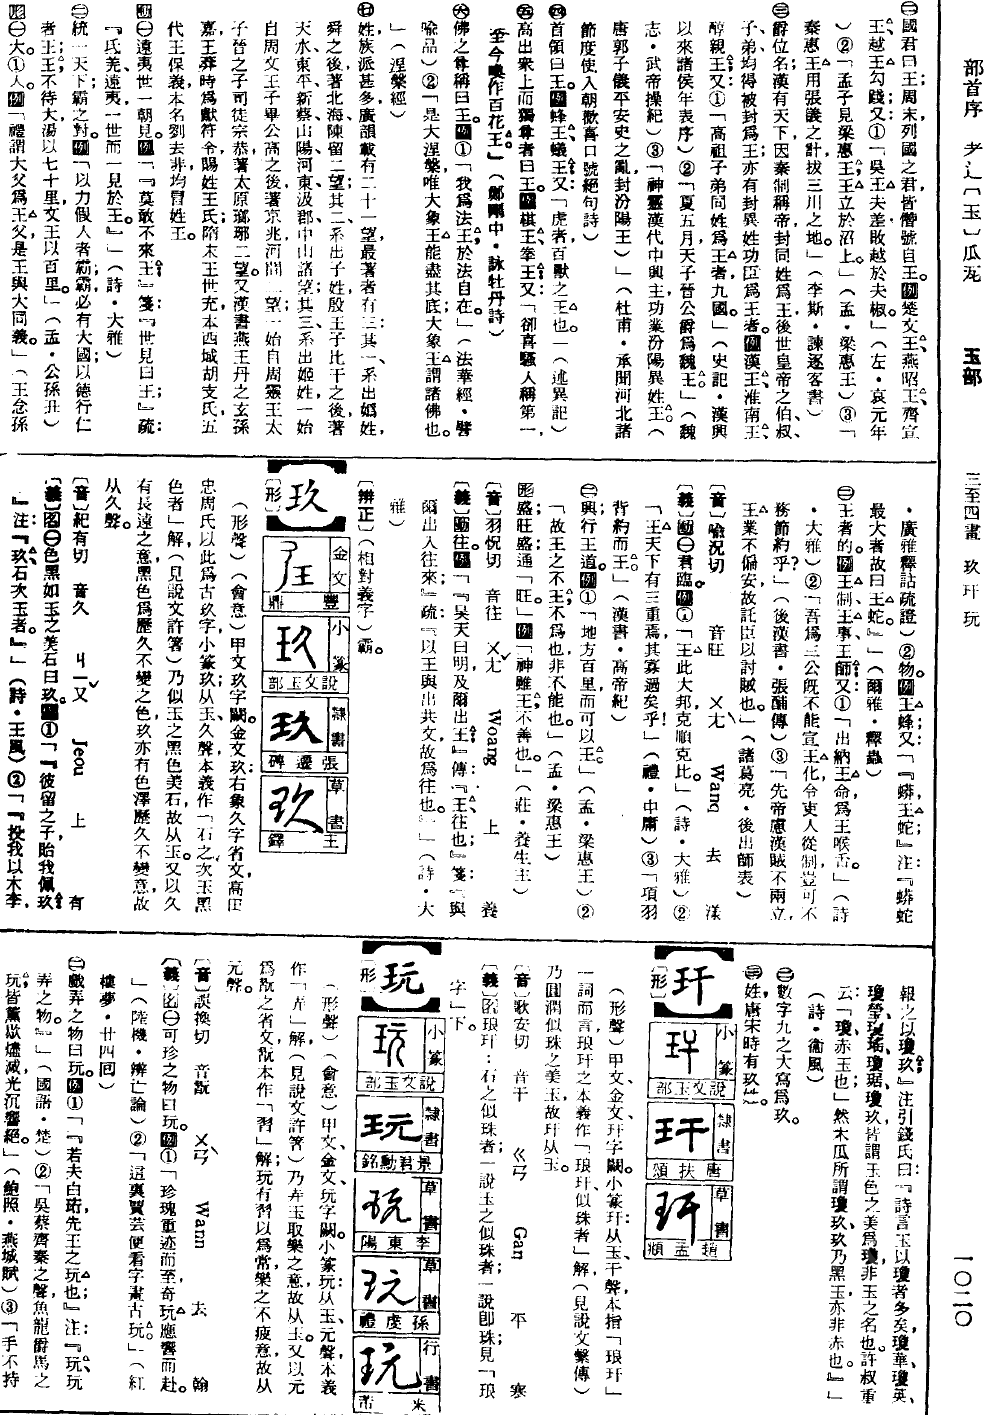 部首序 玉部
三至四畫 玖 玕 玩
一〇二〇
㊁國君曰王周末列國之君皆僭號自王。例楚文王、燕昭王、齊宣
王、越王勾踐。又①「吳王夫差敗越於夫椒。」(左・哀元年
)②「孟子見梁惠王、王立於沼上。」(孟・梁惠王)③「
秦惠王用張儀之計拔三川之地。」(李斯・諫逐客書)
㊂爵位名漢有天下因秦制稱帝封同姓爲王後世皇帝之伯叔、
子弟均得被封爲王亦有封異姓功臣爲王者。例漢王、淮南王、
醇親王。又①「高祖子弟同姓爲王者九國」(史記・漢興
以來諸侯年表序)②「夏五月天子晉公爵爲魏王。」(魏
志・武帝操紀)③「神靈漢代中興主功業汾陽異姓王。」(
唐郭子儀平安史之亂封汾陽王)」(杜甫・承聞河北諸
節度使入朝歡喜口號絕句詩)
㊃首領曰王。例蜂王、蟻王。又「虎者百獸之王也」(述異記)
㊄高出衆上而獨尊者曰王。例棋王、拳王。又「卻喜騷人稱第一,
至今喚作百花王。」(鄭剛中・詠牡丹詩)
㊅佛之尊稱曰王。例①「我爲法王於法自在。」(法華經・譬
喩品)②「是大涅槃唯大象王能盡其底大象王謂諸佛也。
」(涅槃經)
㊆姓族派甚多廣韻載有二十一望最著者有三其一、系出嬀姓,
舜之後著北海、陳留二望;其二、系出子姓殷王子比干之後著
天水、東平、新蔡、山陽、河東、汲郡、中山諸望;其三、系出姬姓,一始
自周文王子畢公高之後著京兆、河間二望;一始自周靈王太
子晉之子司徒宗恭著太原、瑯琊二望。又漢書燕王丹之玄孫
嘉王莽時爲獻符令賜姓王氏隋末王世充本西城胡支氏五
代王保義本名劉去非均冒姓王。
動㊀遠夷世一朝見。例「『莫敢不來王』箋:『世見曰王』疏:
『氐羌遠夷一世而一見於王。』」(詩・大雅)
㊁統一天下;霸之對。例「以力假人者霸霸必有大國以德行仁
者王王不待大湯以七十里文王以百里。」(孟・公孫丑)
形㊀大。①人。例「禮謂大父爲王父是王與大同義」(王念孫
・廣雅釋詁疏證)②物。例王蜂。又「『蟒王蛇』注:『蟒蛇
最大者故曰王蛇』」(爾雅・釋蟲)
㊁王者的。例王制、王事、王師。又①「出納王命爲王喉舌。」(詩
・大雅)②「吾爲三公既不能宣王化令吏人從制豈可不
務節約乎?」(後漢書・張酺傳)③「先帝慮漢賊不兩立,
王業不偏安故託臣以討賊也。」(諸葛亮・後出師表)
〔音〕喩況切 音旺 ㄨㄤˋ Wanq 去 漾
〔義〕動㊀君臨。例①「王此大邦克順克比。」(詩・大雅)②
「王天下有三重焉其寡過矣乎!」(禮・中庸)③「項羽
背約而王。」(漢書・高帝紀)
㊁興行王道。例①「地方百里而可以王。」(孟・梁惠王)②
「故王之不王不爲也非不能也。」(孟・梁惠王)
形盛旺盛通「旺。」例「神雖王不善也。」(莊・養生主)
〔音〕羽怳切 音往 ㄨㄤˇ Woang 上 養
〔義〕動往。例「『昊天曰明及爾出王』傳:『王往也;』箋:『與
爾出入往來』疏:『以王與出共文故爲往也。』」(詩・大
雅)
〔辨正〕(相對義字)霸。
玖
〔形〕
金文 豐鼎
小篆 說文玉部
隸書 張遷碑
草書 王鐸
(形聲)(會意)甲文玖字闕。金文玖:右象久字省文,高田
忠周氏以此爲古玖字。小篆玖:从玉、久聲本義作「石之次玉黑
色者」解(見說文許箸)乃似玉之黑色美石故从玉。又以久
有長遠之意黑色爲歷久不變之色玖亦有色澤歷久不變意故
从久聲。
〔音〕紀有切 音久 ㄐㄧㄡˇ Jeou 上 有
〔義〕名㊀色黑如玉之美石曰玖。例①「『彼留之子貽我佩玖』
注:『玖石次玉者。』」(詩・王風)②「『投我以木李,
報之以瓊玖』注引錢氏曰:『詩言玉以瓊者多矣瓊華、瓊英、
瓊瑩、瓊瑤、瓊琚、瓊玖皆謂玉色之美爲瓊非玉之名也許叔重
云:「瓊赤玉也」然木瓜所謂瓊玖玖乃黑玉亦非赤也。』」
(詩・衞風)
㊁數字九之大寫爲玖。
㊂姓唐宋時有玖姓。
玕
〔形〕
小篆 說文玉部
隸書 唐扶頌
草書 趙孟頫
(形聲)甲文、金文玕字闕。小篆玕:从玉、干聲、本指「琅玕」
一詞而言琅玕之本義作「琅玕似珠者」解(見說文繫傳)
乃圓潤似珠之美玉故玕从玉。
〔音〕歌安切 音干 ㄍㄢ Gan 平 寒
〔義〕名琅玕:石之似珠者;一說玉之似珠者;一說卽珠見「琅
字」下。
玩
〔形〕
小篆 說文玉部
隸書 景君勳銘
草書 李東陽
草書 孫虔禮
行書 米芾
(形聲)(會意)甲文、金文玩字闕。小篆玩:从玉、元聲、本義
作「弄」解(見說文許箸)乃弄玉取樂之意故从玉。又以元
爲翫之省文翫本作「習」解玩有習以爲常樂之不疲意故从
元聲。
〔音〕誤換切 音翫 ㄨㄢˋ Wann 去 翰
〔義〕名㊀可珍之物曰玩。例①「珍瑰重迹而至奇玩應響而赴。
」(陸機・辨亡論)②「這裏賈芸便看字畫古玩。」(紅
樓夢・廿四回)
㊁戲弄之物曰玩。例①「『若夫白珩先王之玩也』注:『玩玩
弄之物。』」(國語・楚)②「吳蔡齊秦之聲魚龍爵馬之
玩皆薰歇燼滅光沉響絕。」(鮑照・蕪城賦)③「手不持